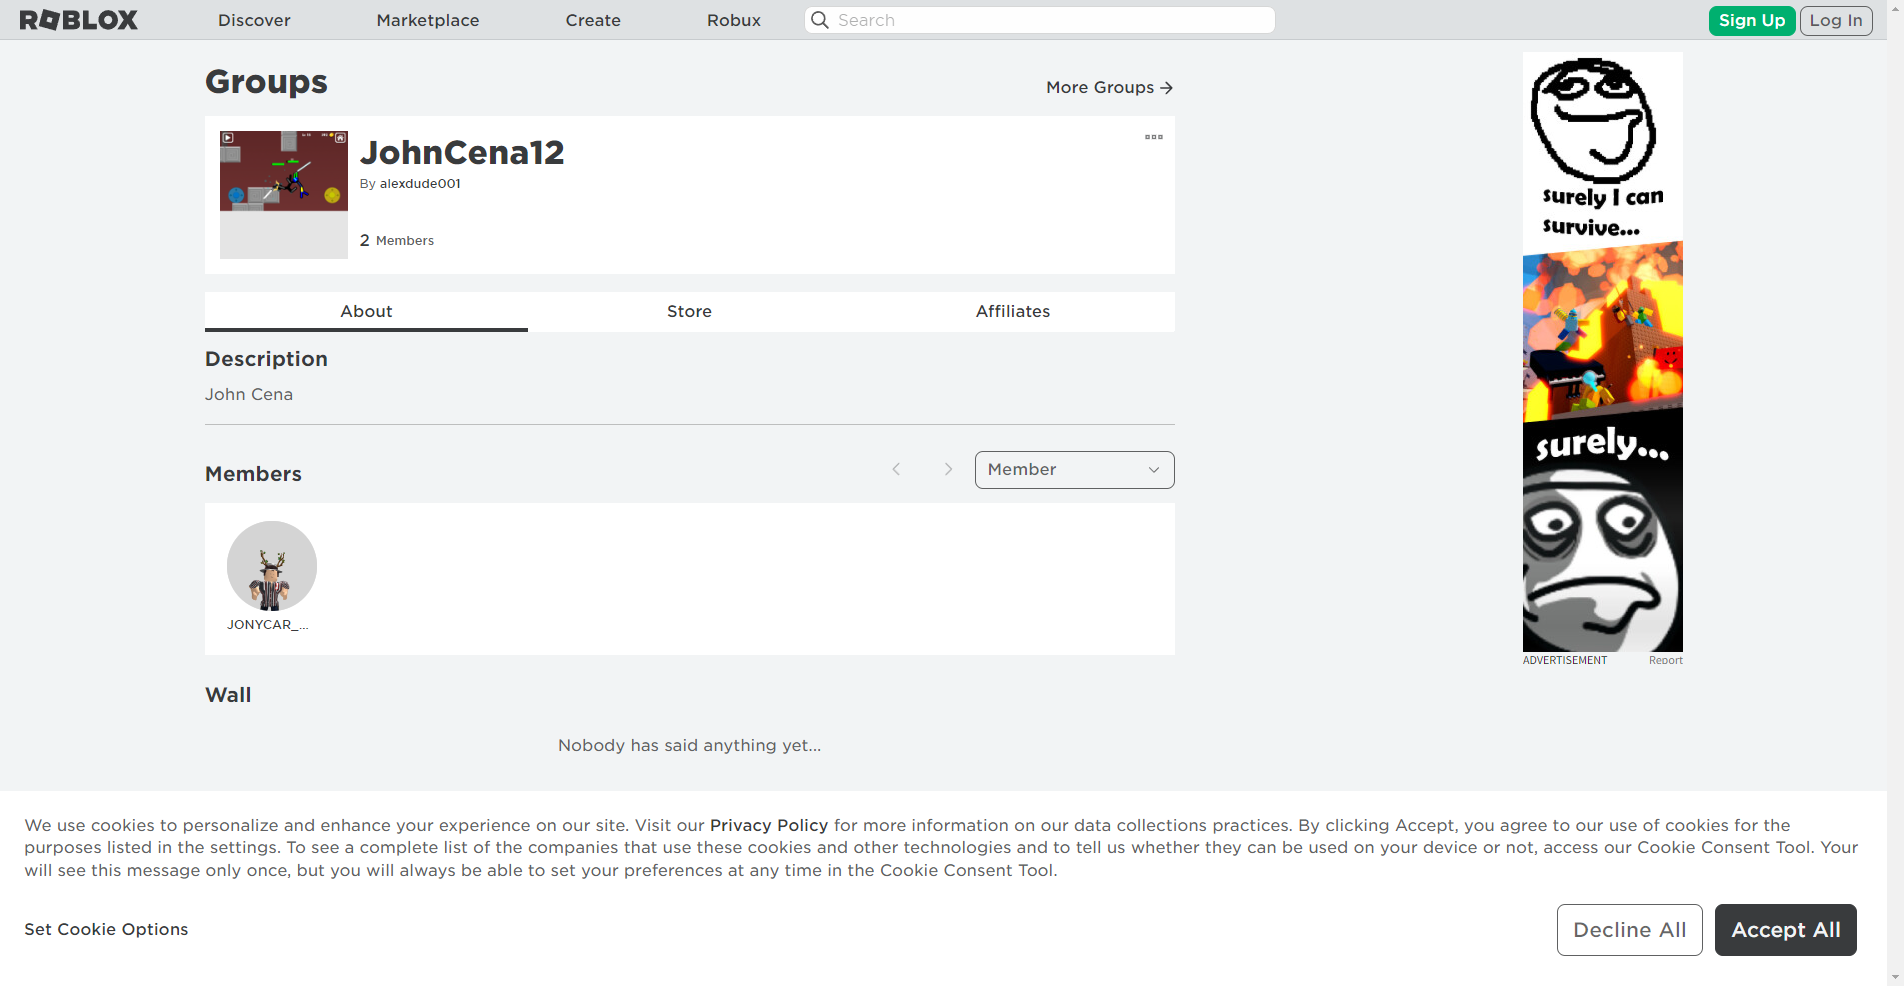 ROBLOX
Discover
Marketplace
Create
Robux
Search
Sign Up
Log In
Groups
More Groups
JohnCena12
By alexdude001
2 Members
About
Store
Affiliates
Description
John Cena
Members
Member
JONYCAR_...
Wall
Nobody has said anything yet...
surely I can
survive...
surely...
ADVERTISEMENT
Report
We use cookies to personalize and enhance your experience on our site. Visit our Privacy Policy for more information on our data collections practices. By clicking Accept, you agree to our use of cookies for the
purposes listed in the settings. To see a complete list of the companies that use these cookies and other technologies and to tell us whether they can be used on your device or not, access our Cookie Consent Tool. Your
will see this message only once, but you will always be able to set your preferences at any time in the Cookie Consent Tool.
Set Cookie Options
Decline All
Accept All